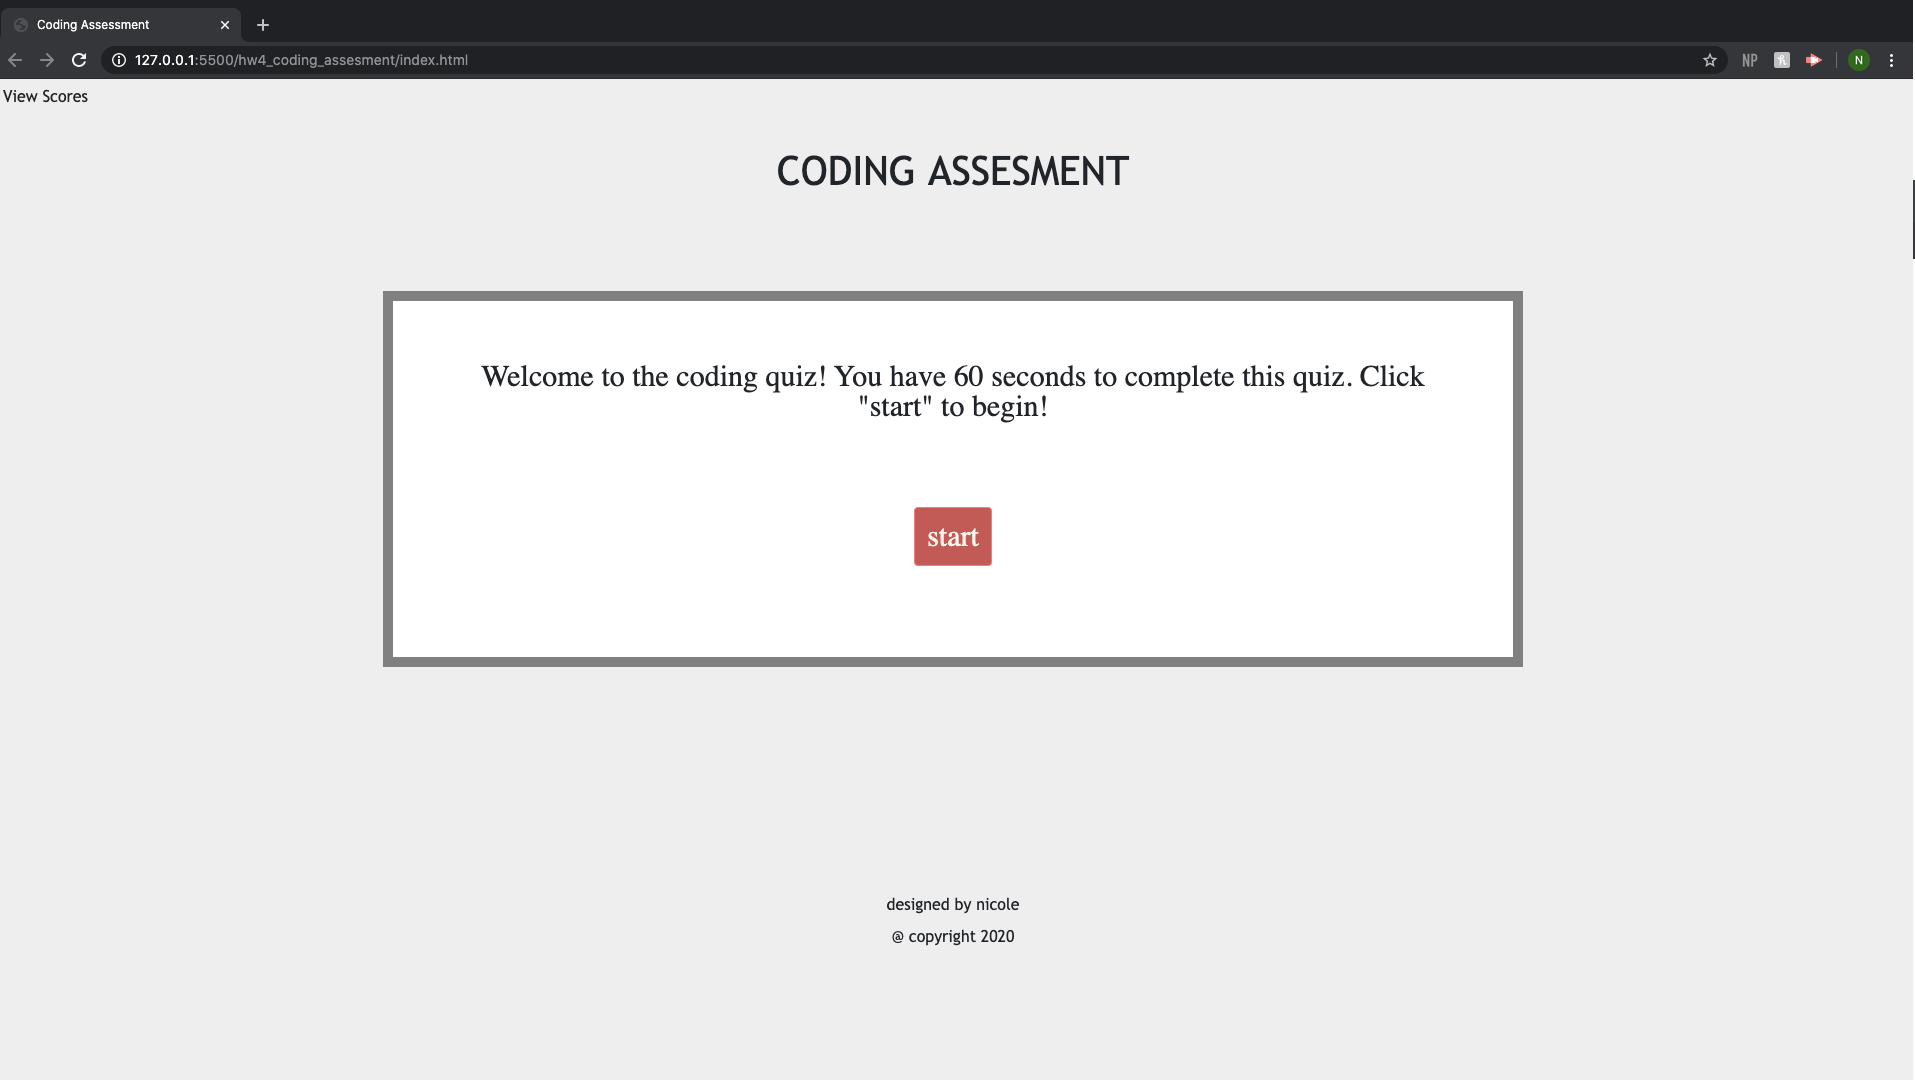 Coding Assessment
127.0.0.1:5500/hw4_coding_assesment/index.html
NP
N
View Scores
CODING ASSESMENT
Welcome to the coding quiz! You have 60 seconds to complete this quiz. Click
"start" to begin!
start
designed by nicole
@ copyright 2020